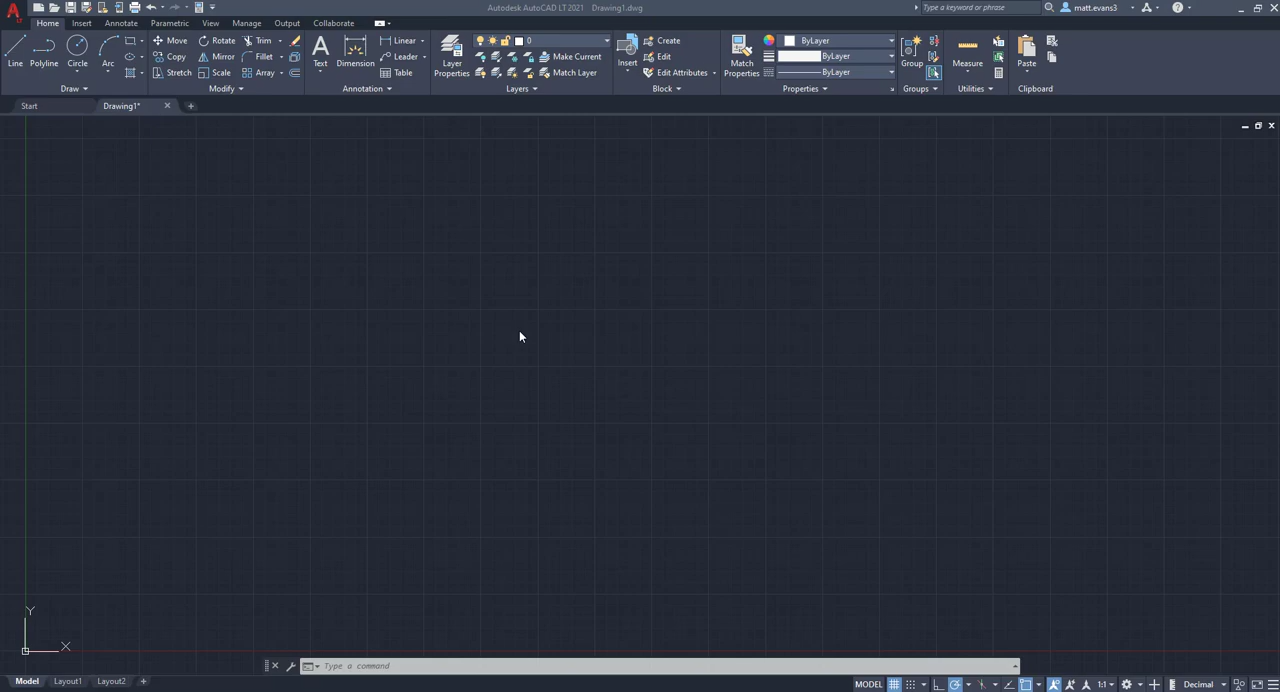 Autodesk AutoCAD LT 2021 Drawing1.dwg
Type a keyword or phrase
matt.evans3
Home Insert Annotate Parametric View Manage Output Collaborate
Line Polyline Circle Arc
Move Rotate Trim
Copy Mirror Fillet
Stretch Scale Array
Text Dimension
Linear
Leader
Table
Layer Properties
0
Make Current
Match Layer
Insert
Create
Edit
Edit Attributes
Match Properties
ByLayer
ByLayer
ByLayer
Group
Measure
Paste
Draw Modify Annotation Layers Block Properties Groups Utilities Clipboard
Start Drawing1*
Y
X
Type a command
Model Layout1 Layout2
MODEL 1:1 Decimal